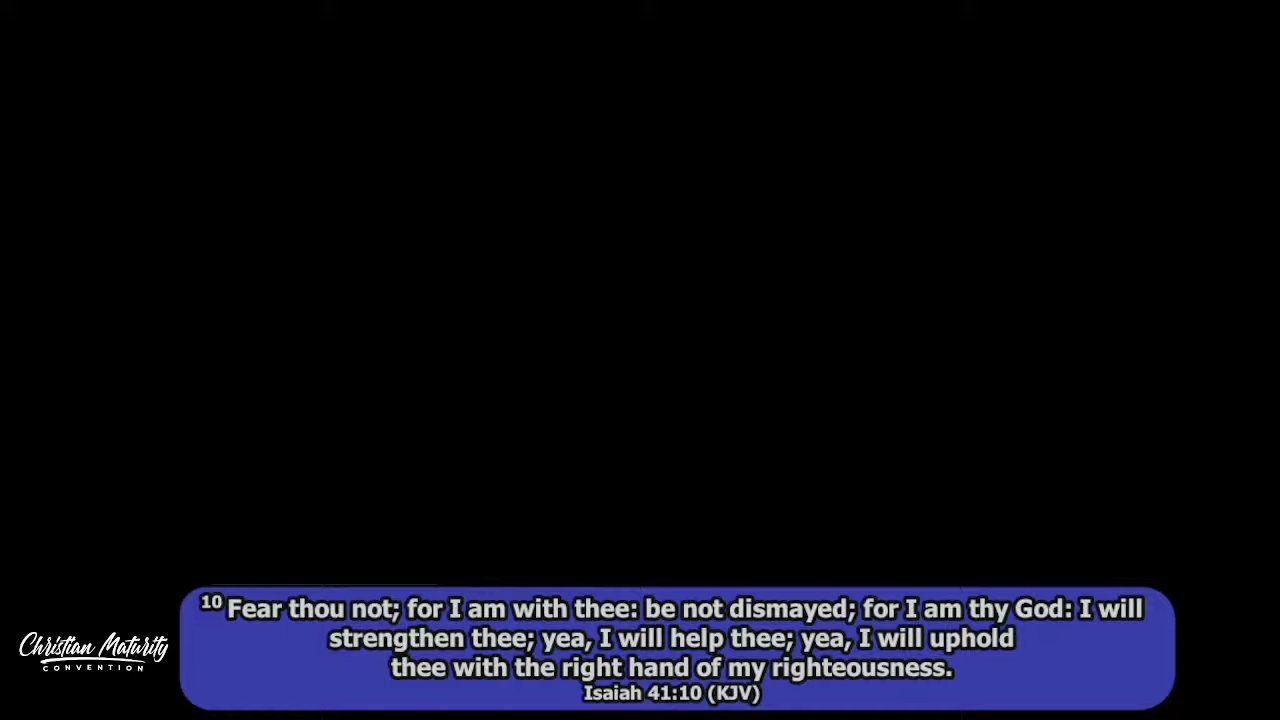 10 Fear thou not; for I am with thee: be not dismayed; for I am thy God: I will
strengthen thee; yea, I will help thee; yea, I will uphold
thee with the right hand of my righteousness.
Isaiah 41:10 (KJV)
Christian Maturity
CONVENTION